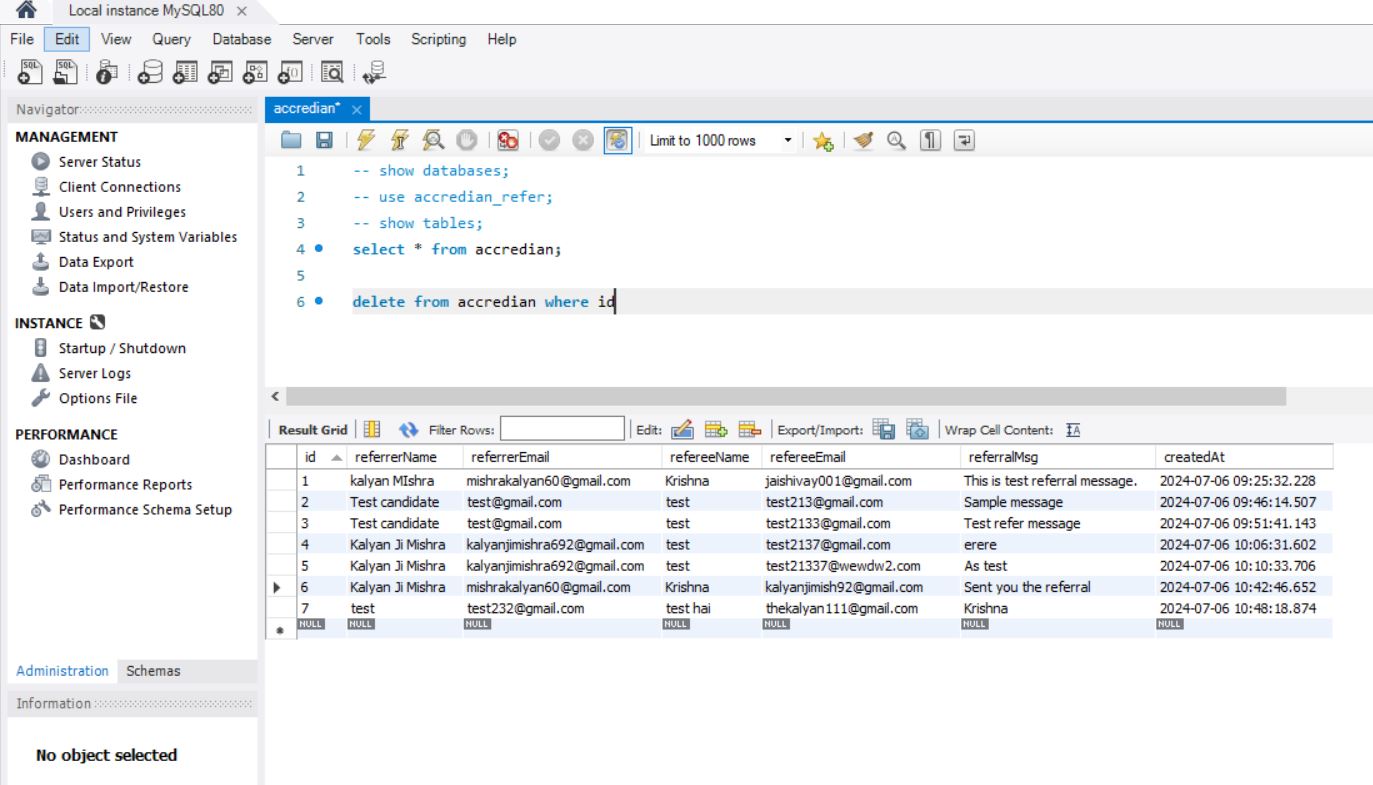 Local instance MySQL80
File Edit View Query Database Server Tools Scripting Help
Navigator
MANAGEMENT
Server Status
Client Connections
Users and Privileges
Status and System Variables
Data Export
Data Import/Restore
INSTANCE
Startup / Shutdown
Server Logs
Options File
PERFORMANCE
Dashboard
Performance Reports
Performance Schema Setup
Administration Schemas
Information
No object selected
accredian*
Limit to 1000 rows
1 -- show databases;
2 -- use accredian_refer;
3 -- show tables;
4 select * from accredian;
5
6 delete from accredian where id
Result Grid Filter Rows: Edit: Export/Import: Wrap Cell Content:
id referrerName referrerEmail refereeName refereeEmail referralMsg createdAt
1 kalyan MIshra mishrakalyan60@gmail.com Krishna jaishivay001@gmail.com This is test referral message. 2024-07-06 09:25:32.228
2 Test candidate test@gmail.com test test213@gmail.com Sample message 2024-07-06 09:46:14.507
3 Test candidate test@gmail.com test test2133@gmail.com Test refer message 2024-07-06 09:51:41.143
4 Kalyan Ji Mishra kalyanjimishra692@gmail.com test test2137@gmail.com erere 2024-07-06 10:06:31.602
5 Kalyan Ji Mishra kalyanjimishra692@gmail.com test test21337@wewdw2.com As test 2024-07-06 10:10:33.706
6 Kalyan Ji Mishra mishrakalyan60@gmail.com Krishna kalyanjimish92@gmail.com Sent you the referral 2024-07-06 10:42:46.652
7 test test232@gmail.com test hai thekalyan111@gmail.com Krishna 2024-07-06 10:48:18.874
NULL NULL NULL NULL NULL NULL NULL